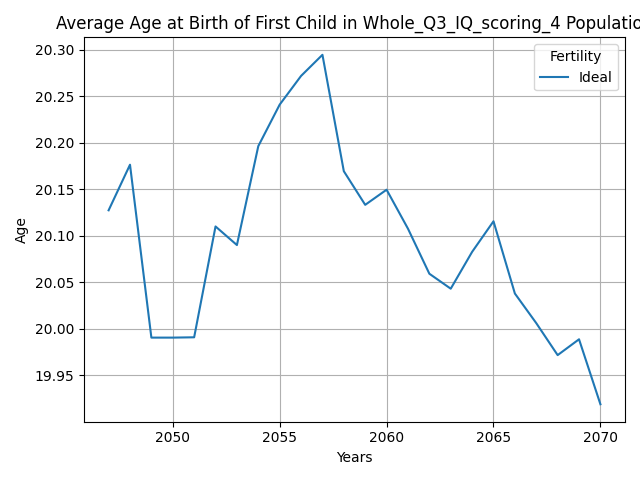 Average Age at Birth of First Child in Whole_Q3_IQ_scoring_4 Populatio
Fertility
Ideal
20.30
20.25
20.20
20.15
20.10
20.05
20.00
19.95
Age
2050 2055 2060 2065 2070
Years